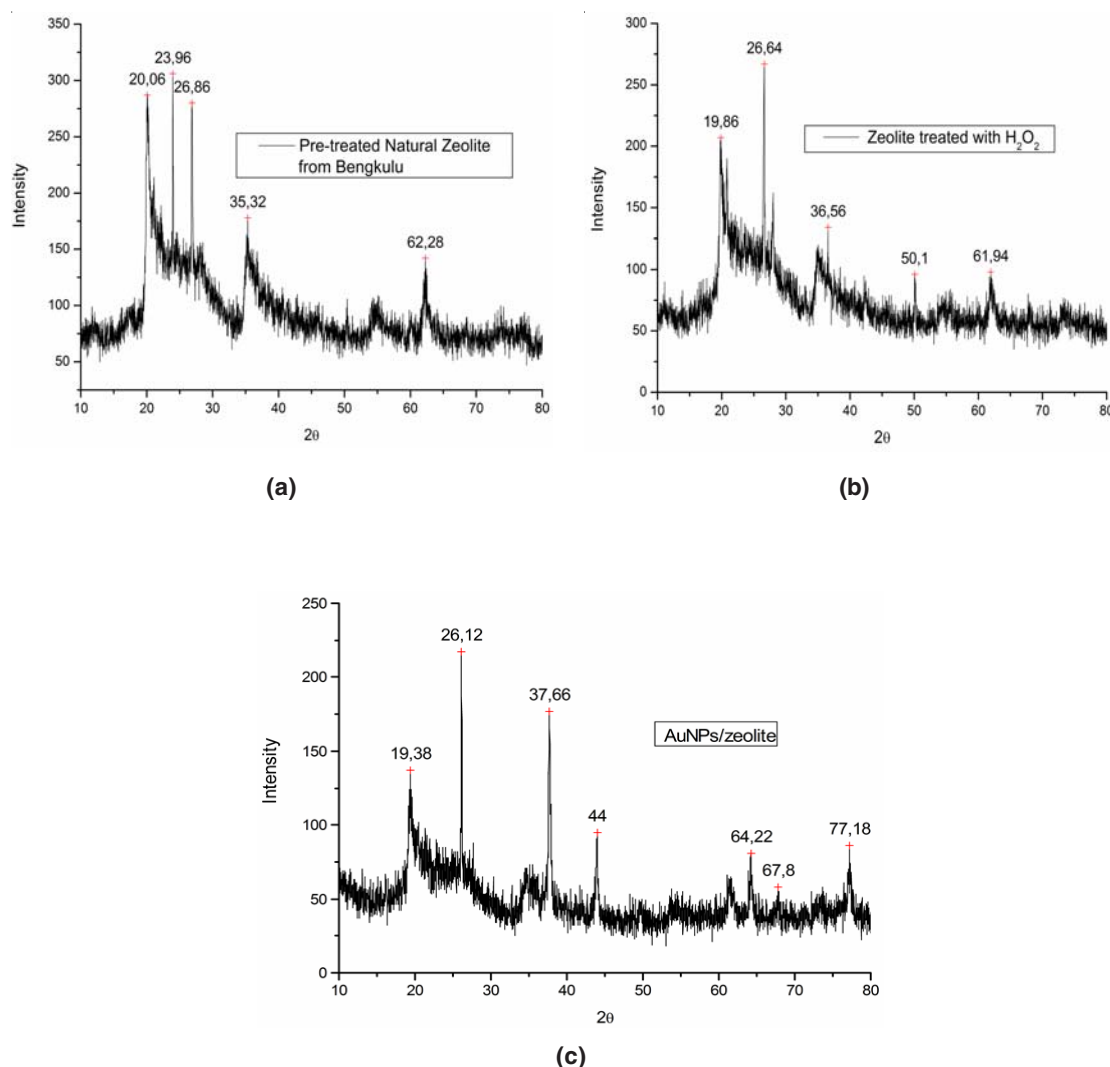 350
300
250
200
150
100
50
Intensity
20,06
23,96
26,86
35,32
62,28
Pre-treated Natural Zeolite
from Bengkulu
10 20 30 40 50 60 70 80
2θ
(a)
300
250
200
150
100
50
0
Intensity
19,86
26,64
36,56
50,1
61,94
Zeolite treated with H₂O₂
10 20 30 40 50 60 70 80
2θ
(b)
250
200
150
100
50
0
Intensity
19,38
26,12
37,66
44
64,22
67,8
77,18
AuNPs/zeolite
10 20 30 40 50 60 70 80
2θ
(c)